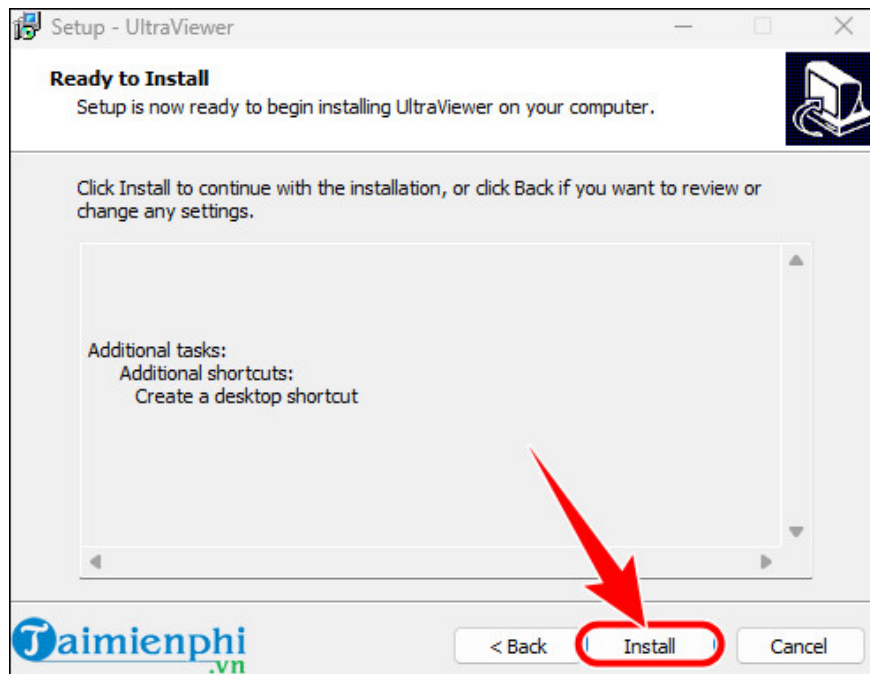 Setup - UltraViewer
Ready to Install
Setup is now ready to begin installing UltraViewer on your computer.
Click Install to continue with the installation, or click Back if you want to review or
change any settings.
Additional tasks:
Additional shortcuts:
Create a desktop shortcut
Taimienphi
.vn
< Back
Install
Cancel